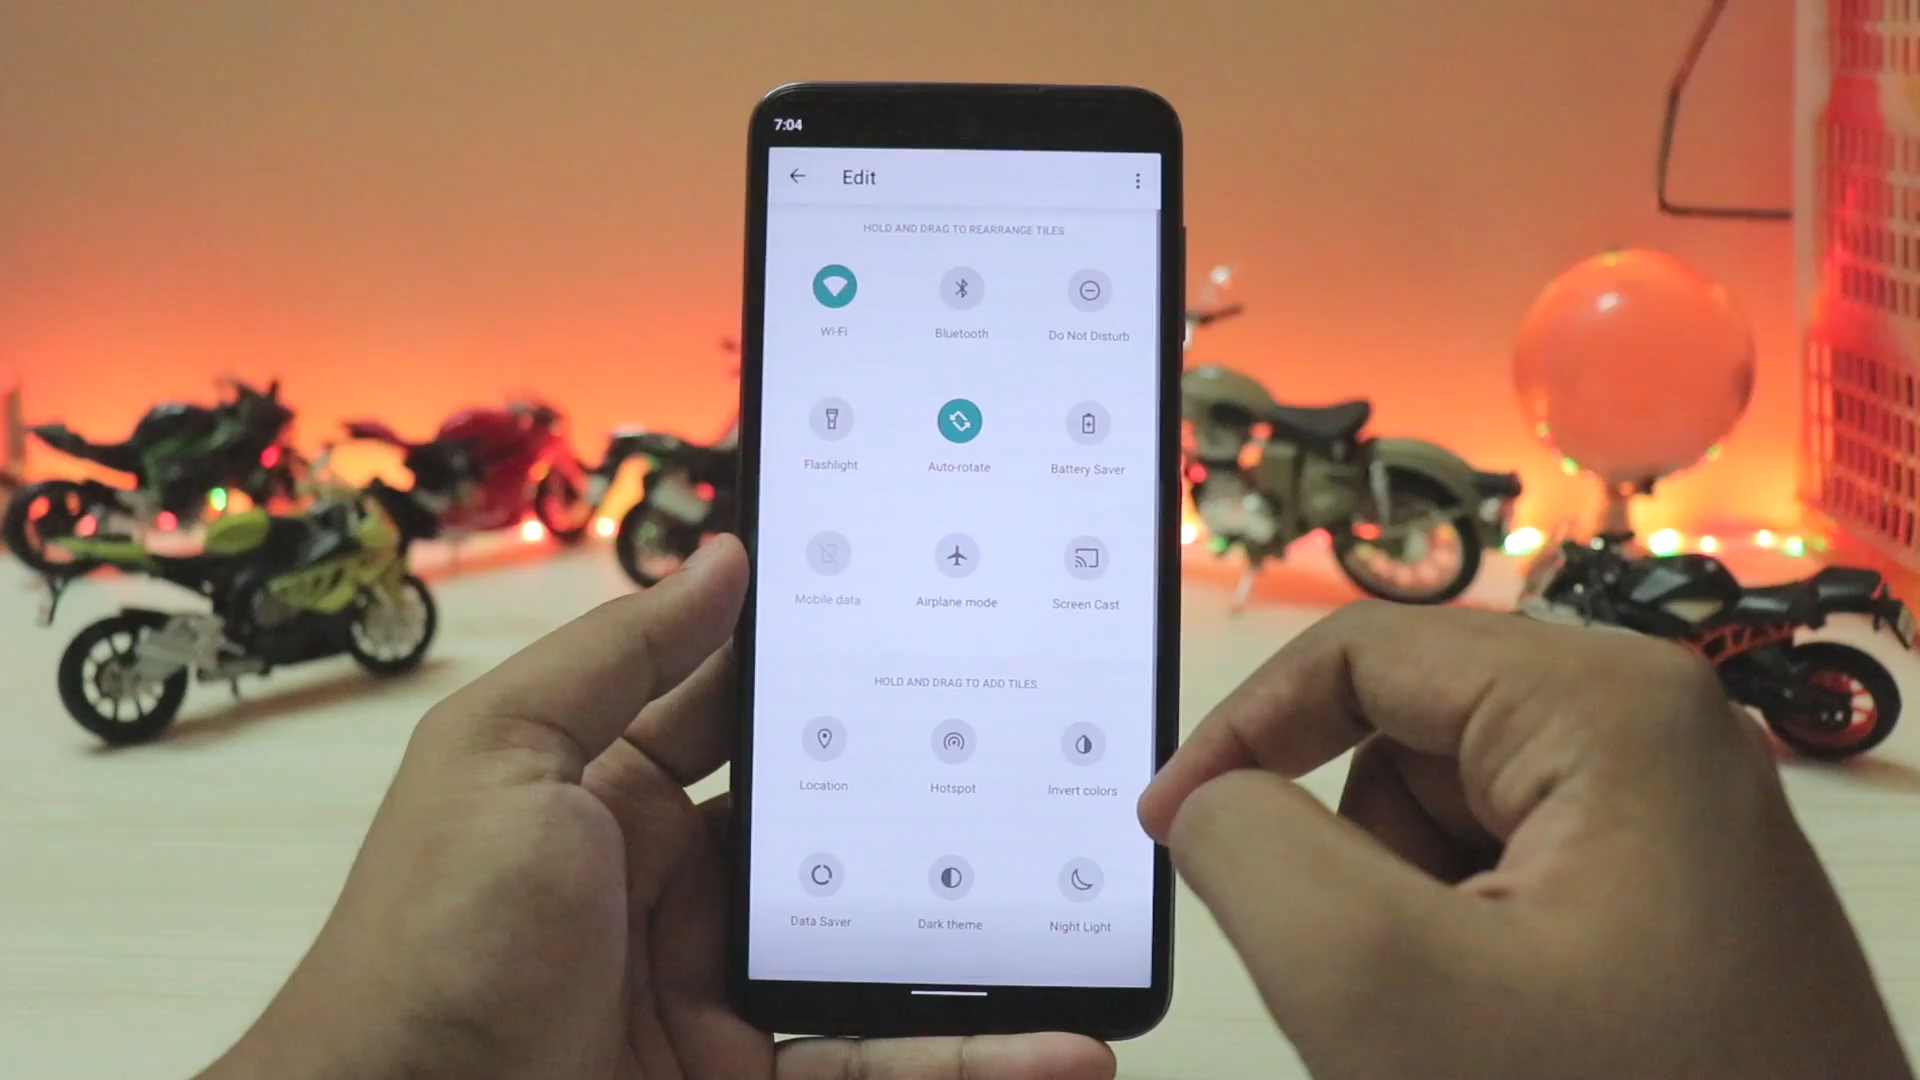 7:04
Edit
HOLD AND DRAG TO REARRANGE TILES
Wi-Fi
Bluetooth
Do Not Disturb
Flashlight
Auto-rotate
Battery Saver
Mobile data
Airplane mode
Screen Cast
HOLD AND DRAG TO ADD TILES
Location
Hotspot
Invert colors
Data Saver
Dark theme
Night Light